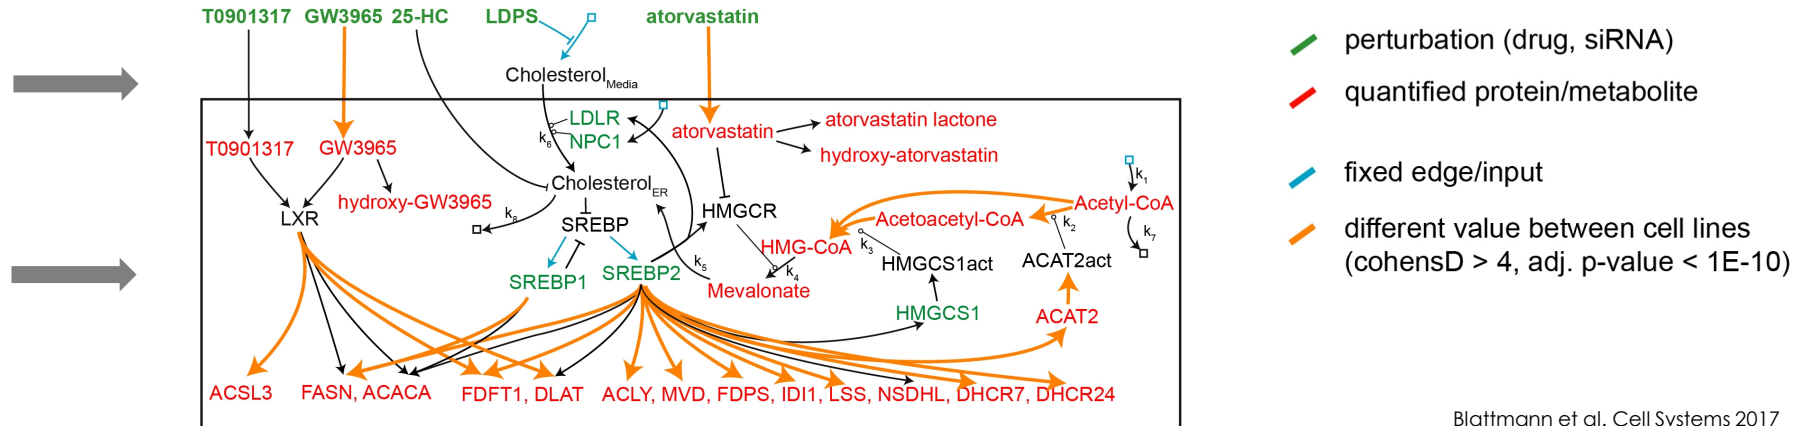 T0901317 GW3965 25-HC LDPS atorvastatin
Cholesterol Media
LDLR
NPC1
k6
T0901317 GW3965
hydroxy-GW3965
LXR
Cholesterol ER
k8
SREBP
SREBP1
SREBP2
k5
atorvastatin
atorvastatin lactone
hydroxy-atorvastatin
HMGCR
HMG-CoA
k4
Mevalonate
Acetoacetyl-CoA
k3
HMGCS1act
HMGCS1
k1
Acetyl-CoA
k2
k7
ACAT2act
ACAT2
ACSL3 FASN, ACACA FDFT1, DLAT ACLY, MVD, FDPS, IDI1, LSS, NSDHL, DHCR7, DHCR24
perturbation (drug, siRNA)
quantified protein/metabolite
fixed edge/input
different value between cell lines
(cohensD > 4, adj. p-value < 1E-10)
Blattmann et al. Cell Systems 2017